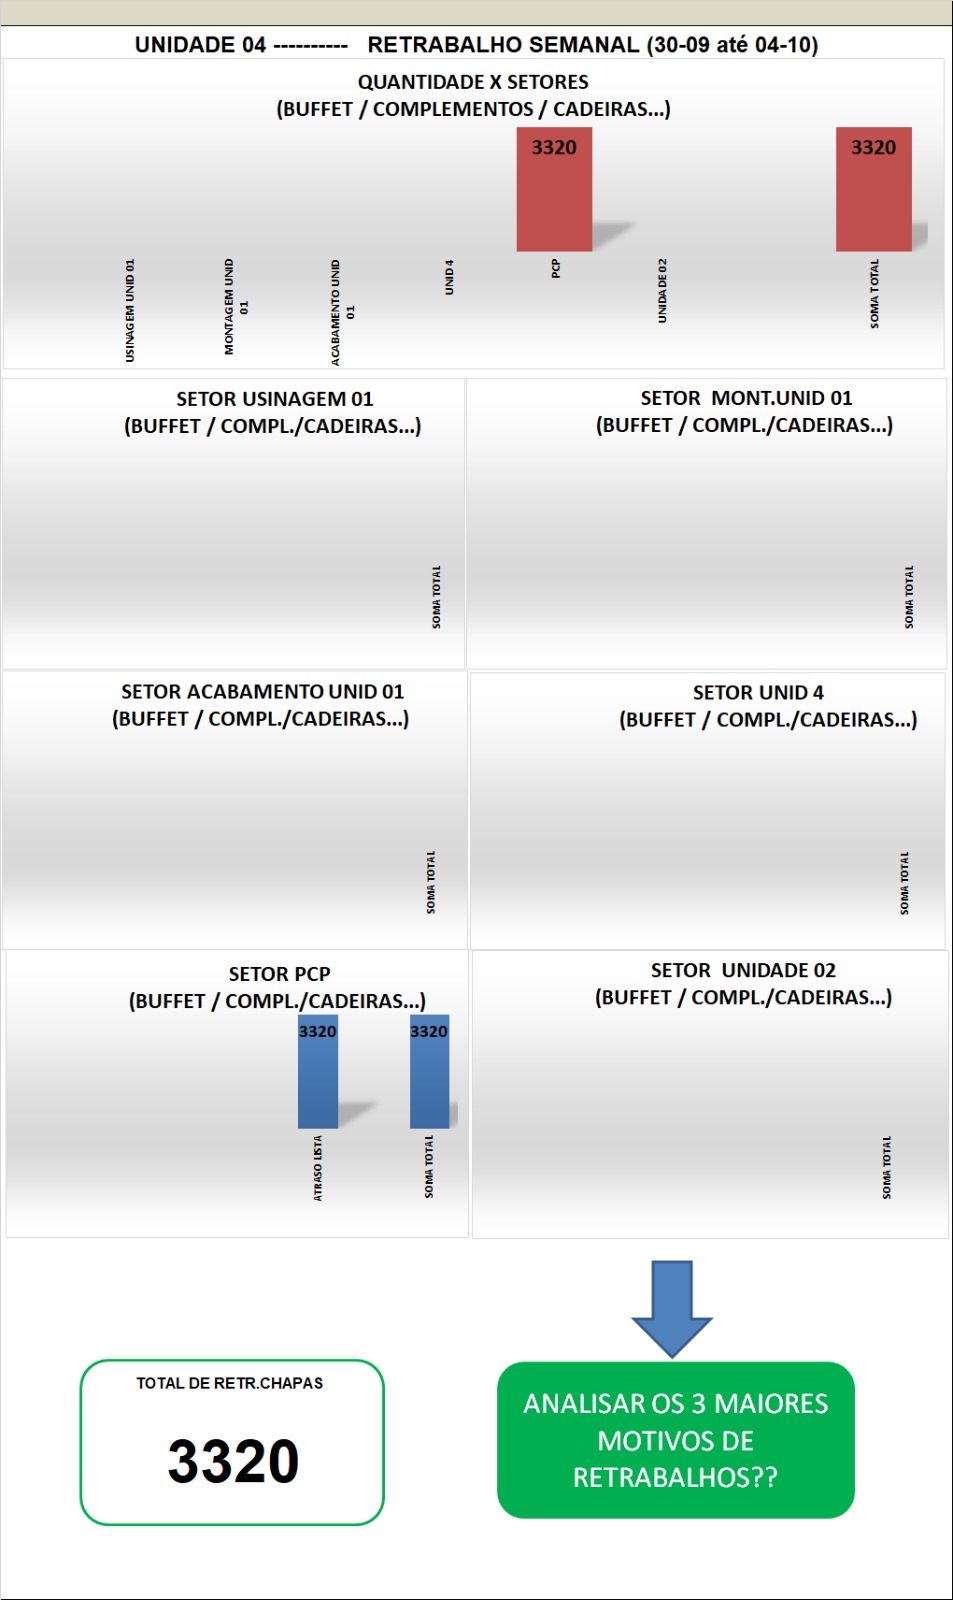 UNIDADE 04 ---------- RETRABALHO SEMANAL (30-09 até 04-10)
QUANTIDADE X SETORES
(BUFFET / COMPLEMENTOS / CADEIRAS...)
3320
3320
USINAGEM UNID 01
MONTAGEM UNID
01
ACABAMENTO UNID
01
UNID 4
PCP
UNIDADE 02
SOMA TOTAL
SETOR USINAGEM 01
(BUFFET / COMPL./CADEIRAS...)
SOMA TOTAL
SETOR MONT.UNID 01
(BUFFET / COMPL./CADEIRAS...)
SOMA TOTAL
SETOR ACABAMENTO UNID 01
(BUFFET / COMPL./CADEIRAS...)
SOMA TOTAL
SETOR UNID 4
(BUFFET / COMPL./CADEIRAS...)
SOMA TOTAL
SETOR PCP
(BUFFET / COMPL./CADEIRAS...)
3320
3320
ATRASO LISTA
SOMA TOTAL
SETOR UNIDADE 02
(BUFFET / COMPL./CADEIRAS...)
SOMA TOTAL
TOTAL DE RETR.CHAPAS
3320
ANALISAR OS 3 MAIORES
MOTIVOS DE
RETRABALHOS??